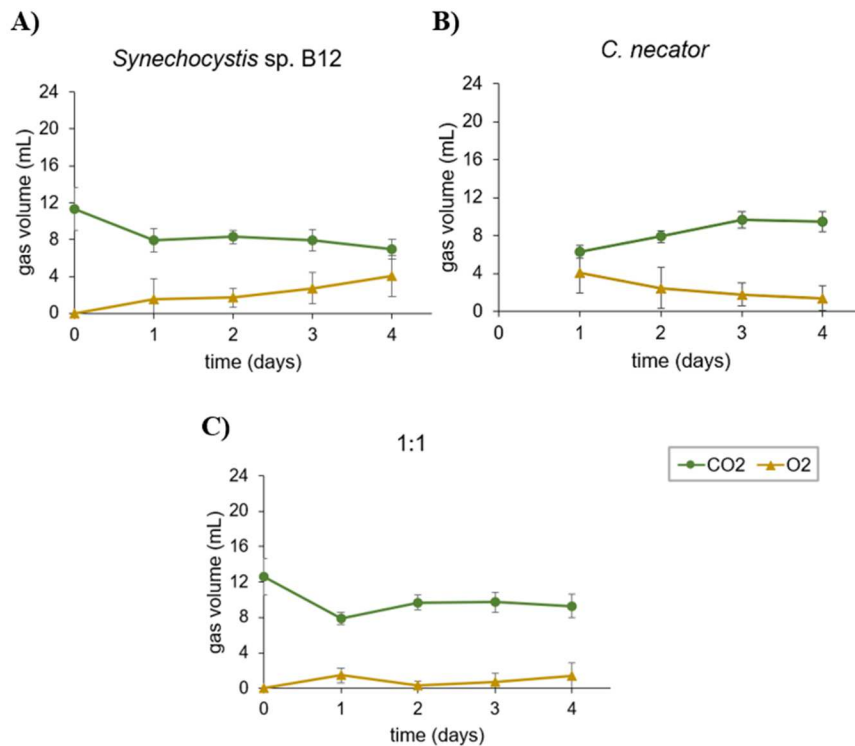 A)
Synechocystis sp. B12
24
20
16
12
8
4
0
gas volume (mL)
0 1 2 3 4
time (days)
B)
C. necator
24
20
16
12
8
4
0
gas volume (mL)
0 1 2 3 4
time (days)
C)
1:1
24
20
16
12
8
4
0
gas volume (mL)
0 1 2 3 4
time (days)
CO2 O2